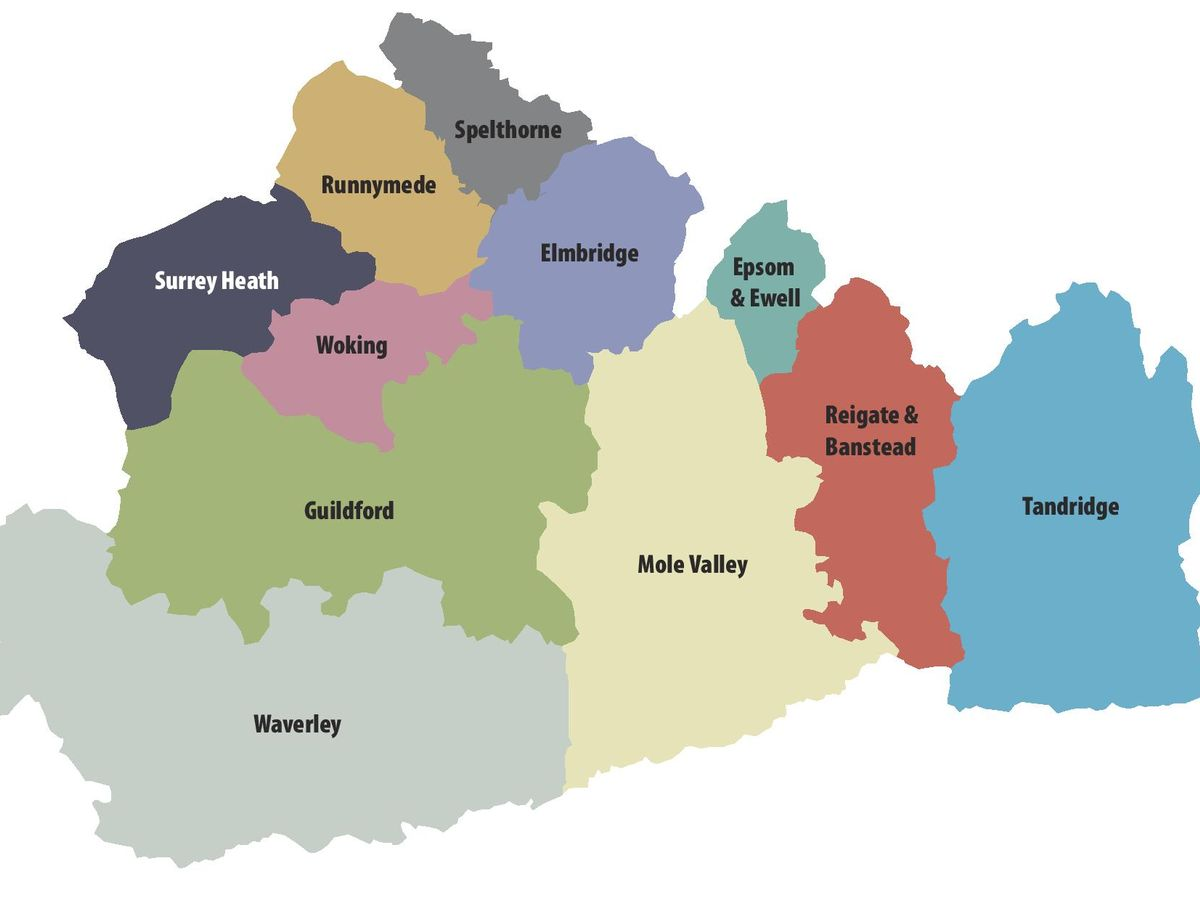 Spelthorne
Runnymede
Elmbridge
Surrey Heath
Epsom
& Ewell
Woking
Reigate &
Banstead
Guildford
Tandridge
Mole Valley
Waverley